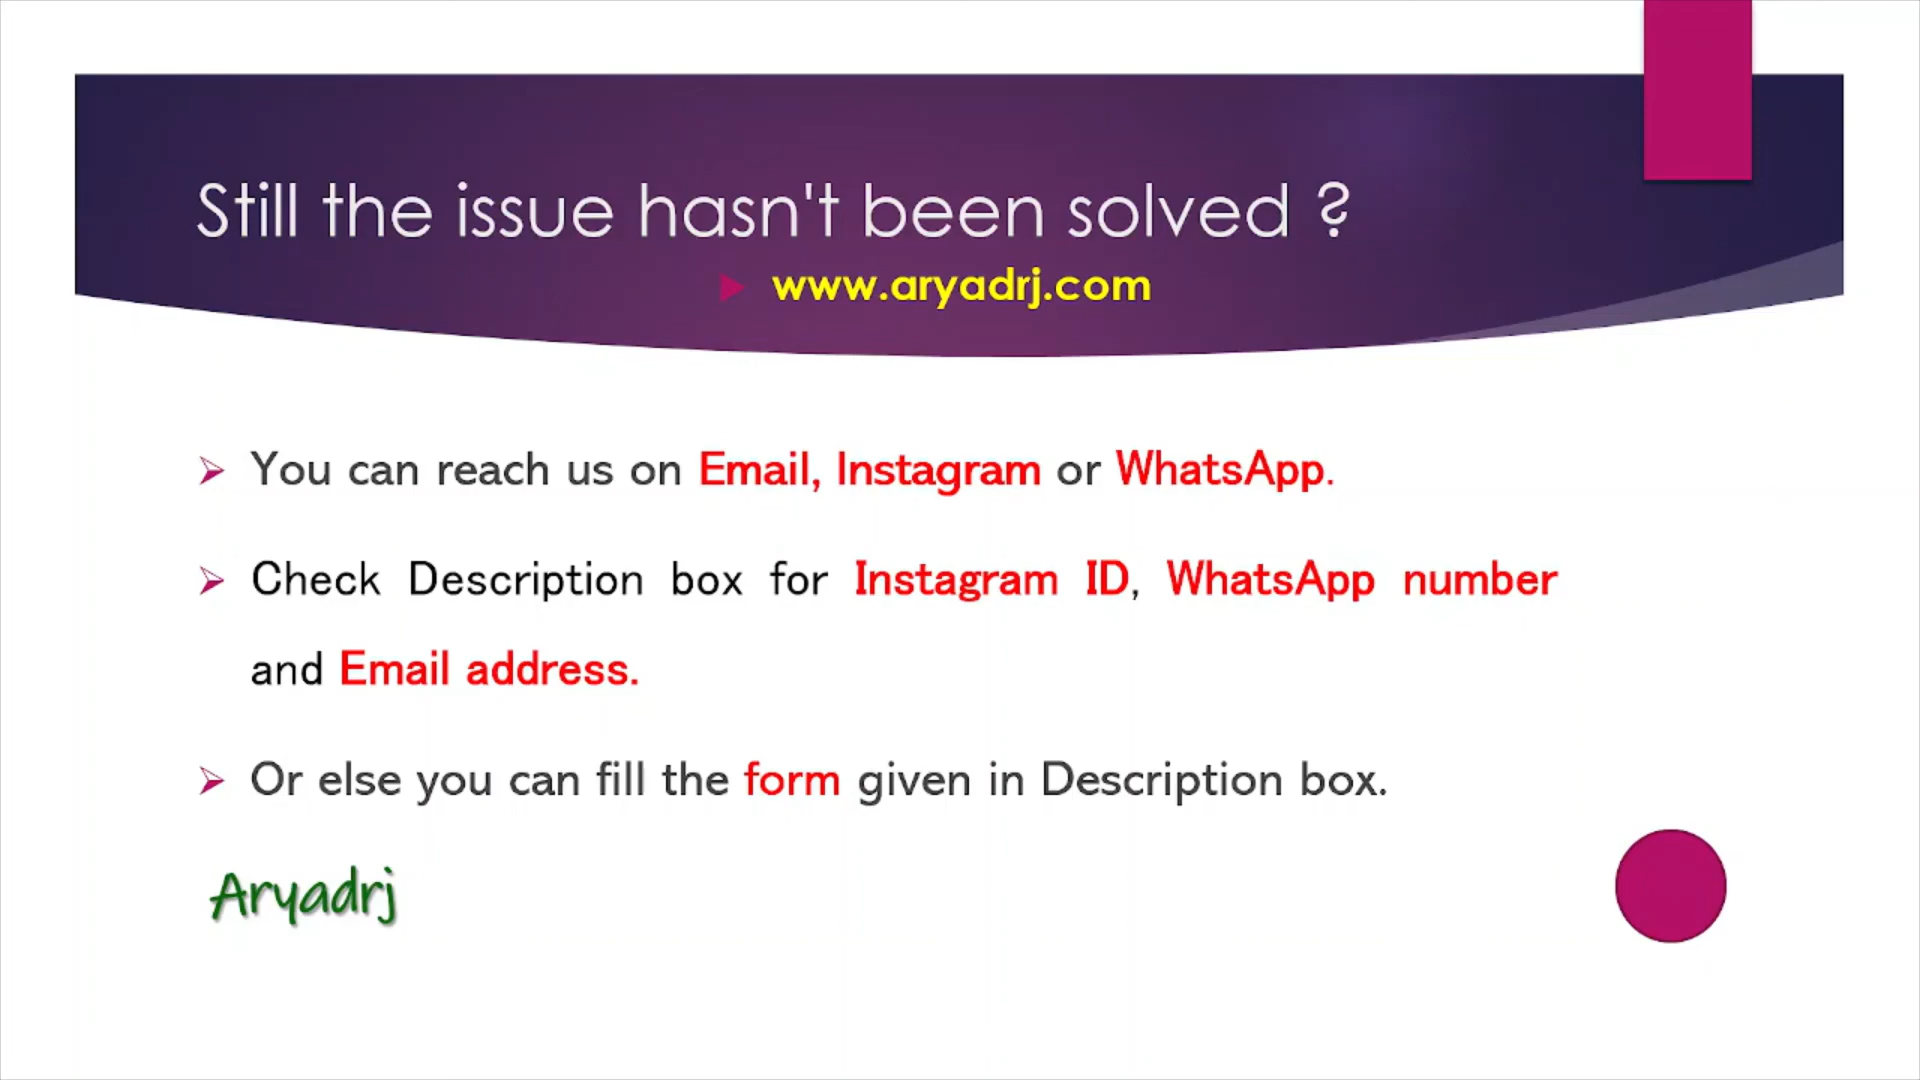 Still the issue hasn't been solved ?
www.aryadrj.com
You can reach us on Email, Instagram or WhatsApp.
Check Description box for Instagram ID, WhatsApp number
and Email address.
Or else you can fill the form given in Description box.
Aryadrj